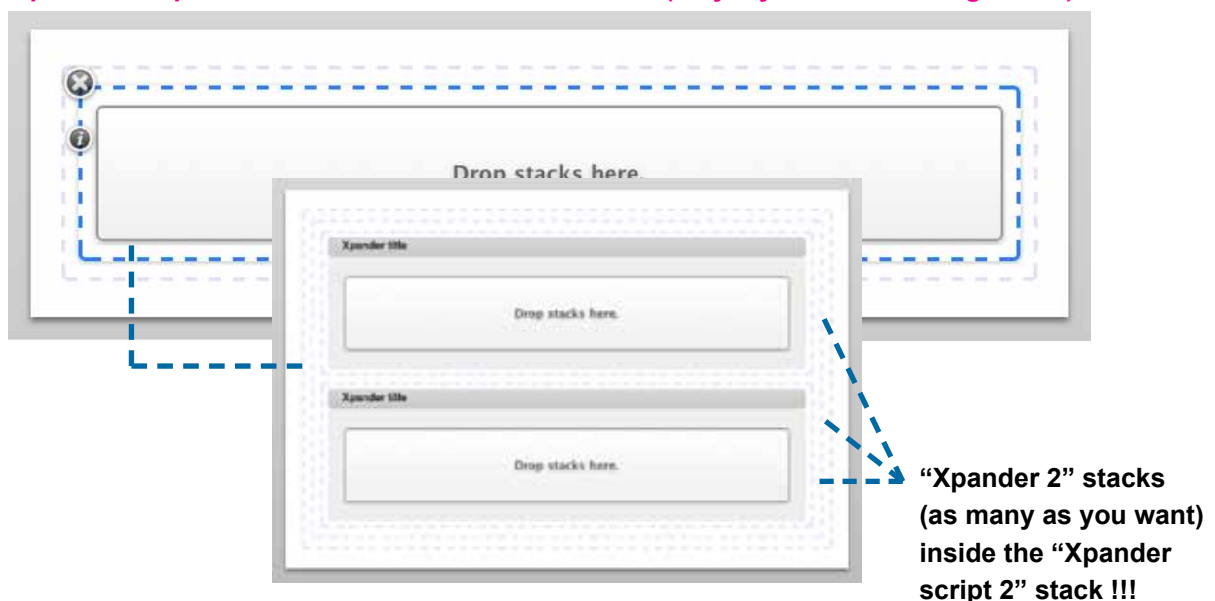 Drop stacks here.
Xpander title
Drop stacks here.
Xpander title
Drop stacks here.
“Xpander 2” stacks
(as many as you want)
inside the “Xpander
script 2” stack !!!